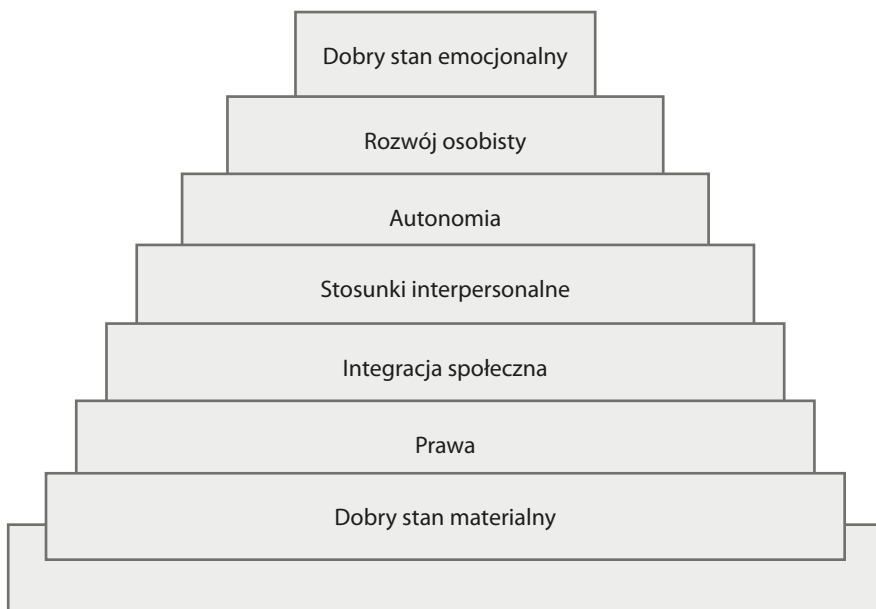 Dobry stan emocjonalny
Rozwój osobisty
Autonomia
Stosunki interpersonalne
Integracja społeczna
Prawa
Dobry stan materialny